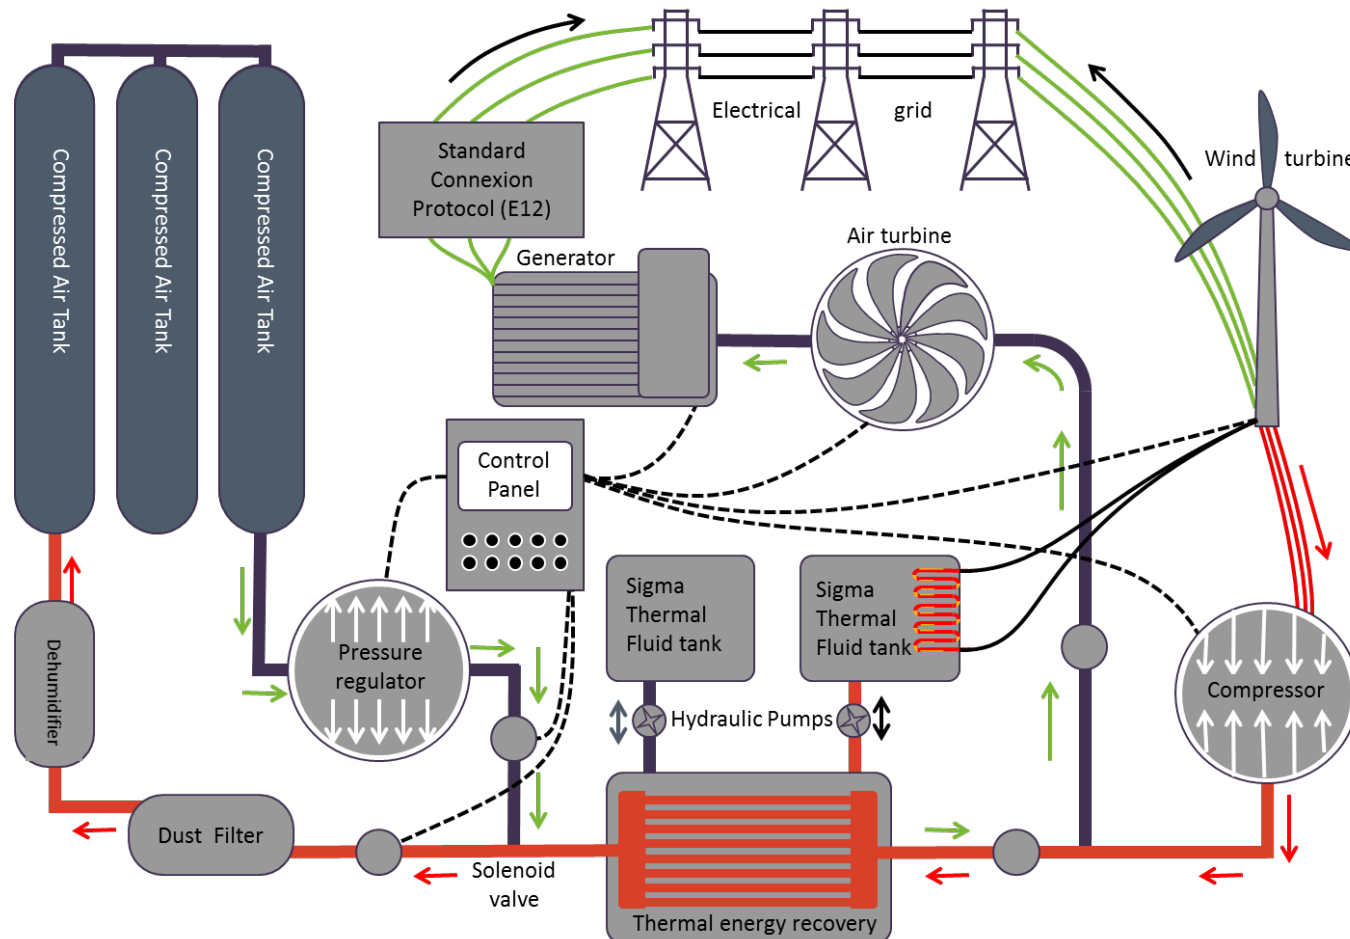 Electrical grid
Standard
Connexion
Protocol (E12)
Wind turbine
Compressed Air Tank
Compressed Air Tank
Compressed Air Tank
Generator
Air turbine
Control
Panel
Sigma
Thermal
Fluid tank
Sigma
Thermal
Fluid tank
Dehumidifier
Pressure
regulator
Hydraulic Pumps
Compressor
Dust Filter
Solenoid
valve
Thermal energy recovery